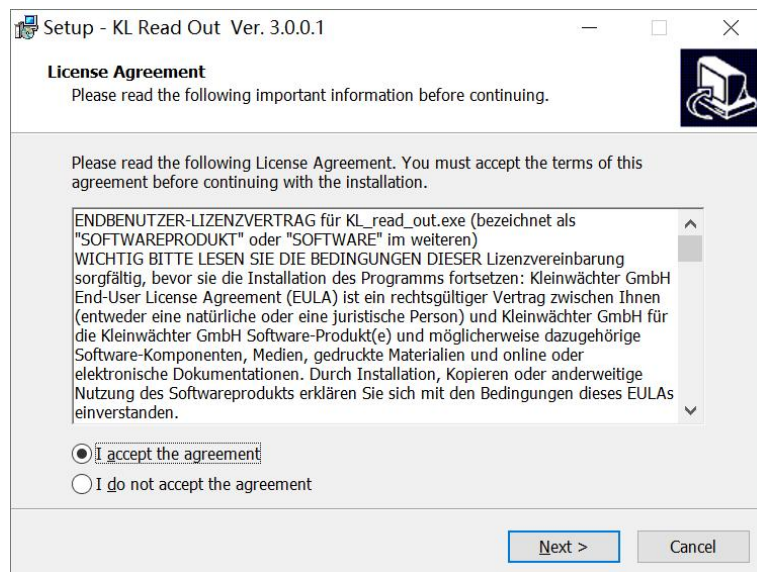 Setup - KL Read Out  Ver. 3.0.0.1
License Agreement
Please read the following important information before continuing.
Please read the following License Agreement. You must accept the terms of this
agreement before continuing with the installation.
ENDBENUTZER-LIZENZVERTRAG für KL_read_out.exe (bezeichnet als
"SOFTWAREPRODUKT" oder "SOFTWARE" im weiteren)
WICHTIG BITTE LESEN SIE DIE BEDINGUNGEN DIESER Lizenzvereinbarung
sorgfältig, bevor sie die Installation des Programms fortsetzen: Kleinwächter GmbH
End-User License Agreement (EULA) ist ein rechtsgültiger Vertrag zwischen Ihnen
(entweder eine natürliche oder eine juristische Person) und Kleinwächter GmbH für
die Kleinwächter GmbH Software-Produkt(e) und möglicherweise dazugehörige
Software-Komponenten, Medien, gedruckte Materialien und online oder
elektronische Dokumentationen. Durch Installation, Kopieren oder anderweitige
Nutzung des Softwareprodukts erklären Sie sich mit den Bedingungen dieses EULAs
einverstanden.
I accept the agreement
I do not accept the agreement
Next >
Cancel